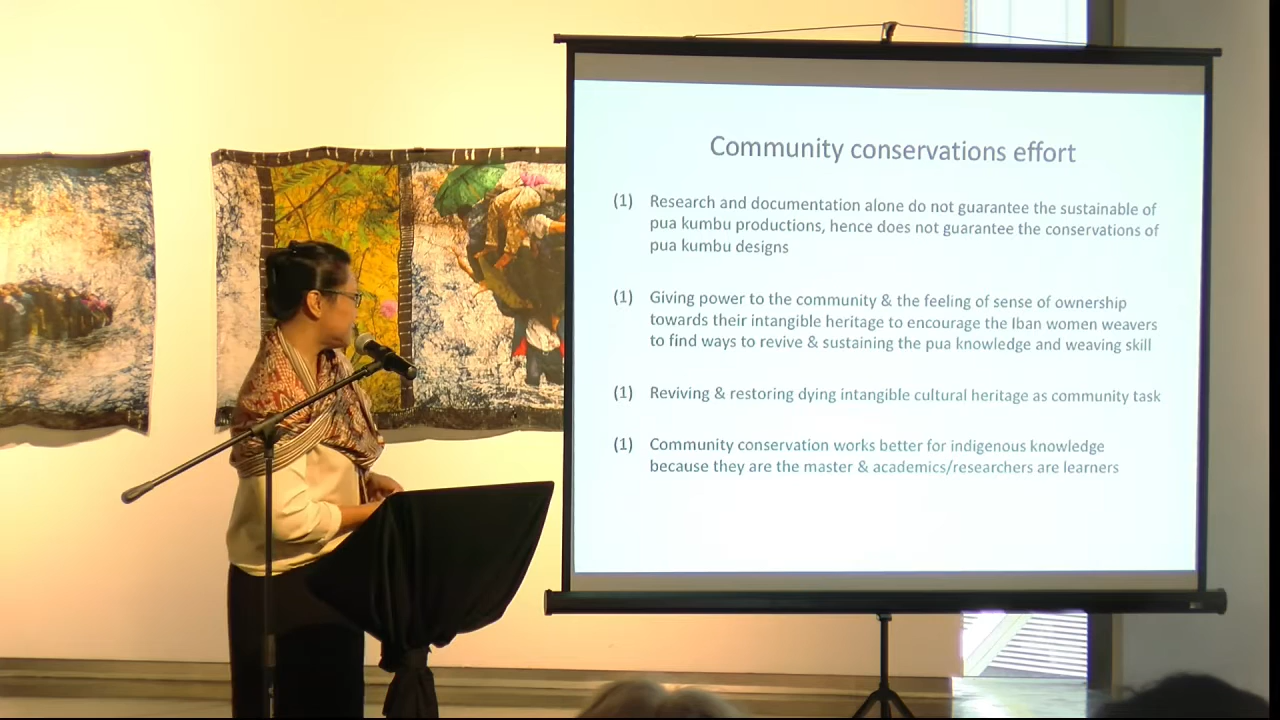 Community conservations effort
(1) Research and documentation alone do not guarantee the sustainable of
pua kumbu productions, hence does not guarantee the conservations of
pua kumbu designs
(1) Giving power to the community & the feeling of sense of ownership
towards their intangible heritage to encourage the Iban women weavers
to find ways to revive & sustaining the pua knowledge and weaving skill
(1) Reviving & restoring dying intangible cultural heritage as community task
(1) Community conservation works better for indigenous knowledge
because they are the master & academics/researchers are learners